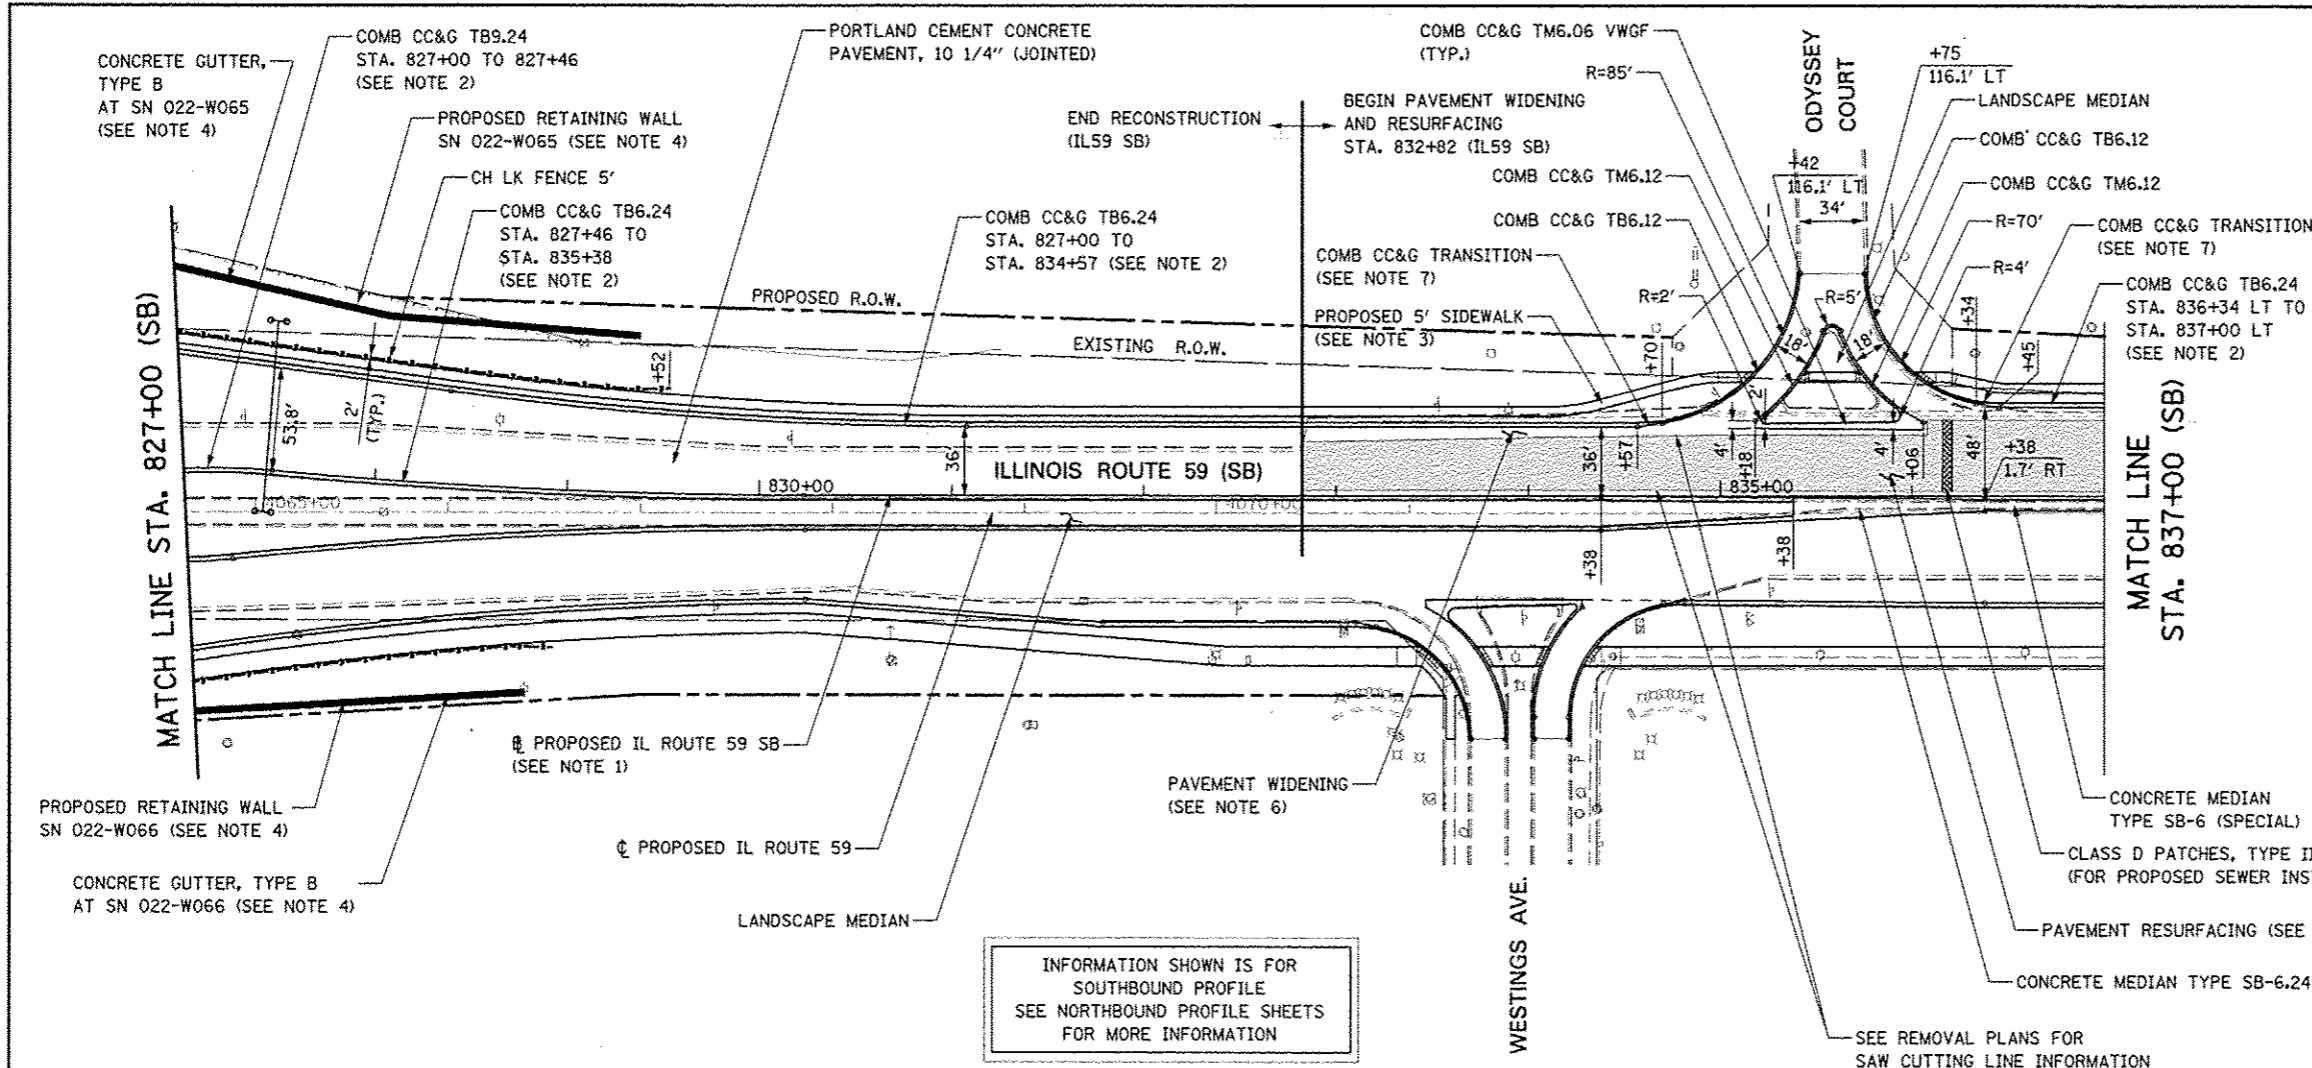 CONCRETE GUTTER,
TYPE B
AT SN 022-W065
(SEE NOTE 4)
COMB CC&G TB9.24
STA. 827+00 TO 827+46
(SEE NOTE 2)
PROPOSED RETAINING WALL
SN 022-W065 (SEE NOTE 4)
CH LK FENCE 5'
COMB CC&G TB6.24
STA. 827+46 TO
STA. 835+38
(SEE NOTE 2)
PORTLAND CEMENT CONCRETE
PAVEMENT, 10 1/4" (JOINTED)
COMB CC&G TB6.24
STA. 827+00 TO
STA. 834+57 (SEE NOTE 2)
END RECONSTRUCTION
(IL59 SB)
BEGIN PAVEMENT WIDENING
AND RESURFACING
STA. 832+82 (IL59 SB)
COMB CC&G TM6.06 VWGF
(TYP.)
R=85'
COMB CC&G TM6.12
COMB CC&G TB6.12
COMB CC&G TRANSITION
(SEE NOTE 7)
PROPOSED 5' SIDEWALK
(SEE NOTE 3)
R=2'
ODYSSEY
COURT
+75
116.1' LT
LANDSCAPE MEDIAN
COMB CC&G TB6.12
+42
116.1' LT
34'
COMB CC&G TM6.12
R=70'
R=4'
R=5'
18'
18'
COMB CC&G TRANSITION
(SEE NOTE 7)
COMB CC&G TB6.24
STA. 836+34 LT TO
STA. 837+00 LT
(SEE NOTE 2)
+34
+45
+70
PROPOSED R.O.W.
EXISTING R.O.W.
+52
53.8'
2'
(TYP.)
36'
ILLINOIS ROUTE 59 (SB)
36'
+57
4'
+18
2'
4'
+06
48'
+38
1.7' RT
830+00
835+00
4065+00
4070+00
+38
+38
MATCH LINE STA. 827+00 (SB)
MATCH LINE
STA. 837+00 (SB)
PROPOSED RETAINING WALL
SN 022-W066 (SEE NOTE 4)
CONCRETE GUTTER, TYPE B
AT SN 022-W066 (SEE NOTE 4)
PROPOSED IL ROUTE 59 SB
(SEE NOTE 1)
℄ PROPOSED IL ROUTE 59
LANDSCAPE MEDIAN
PAVEMENT WIDENING
(SEE NOTE 6)
WESTINGS AVE.
INFORMATION SHOWN IS FOR
SOUTHBOUND PROFILE
SEE NORTHBOUND PROFILE SHEETS
FOR MORE INFORMATION
CONCRETE MEDIAN
TYPE SB-6 (SPECIAL)
CLASS D PATCHES, TYPE II
(FOR PROPOSED SEWER INS
PAVEMENT RESURFACING (SEE
CONCRETE MEDIAN TYPE SB-6.24
SEE REMOVAL PLANS FOR
SAW CUTTING LINE INFORMATION